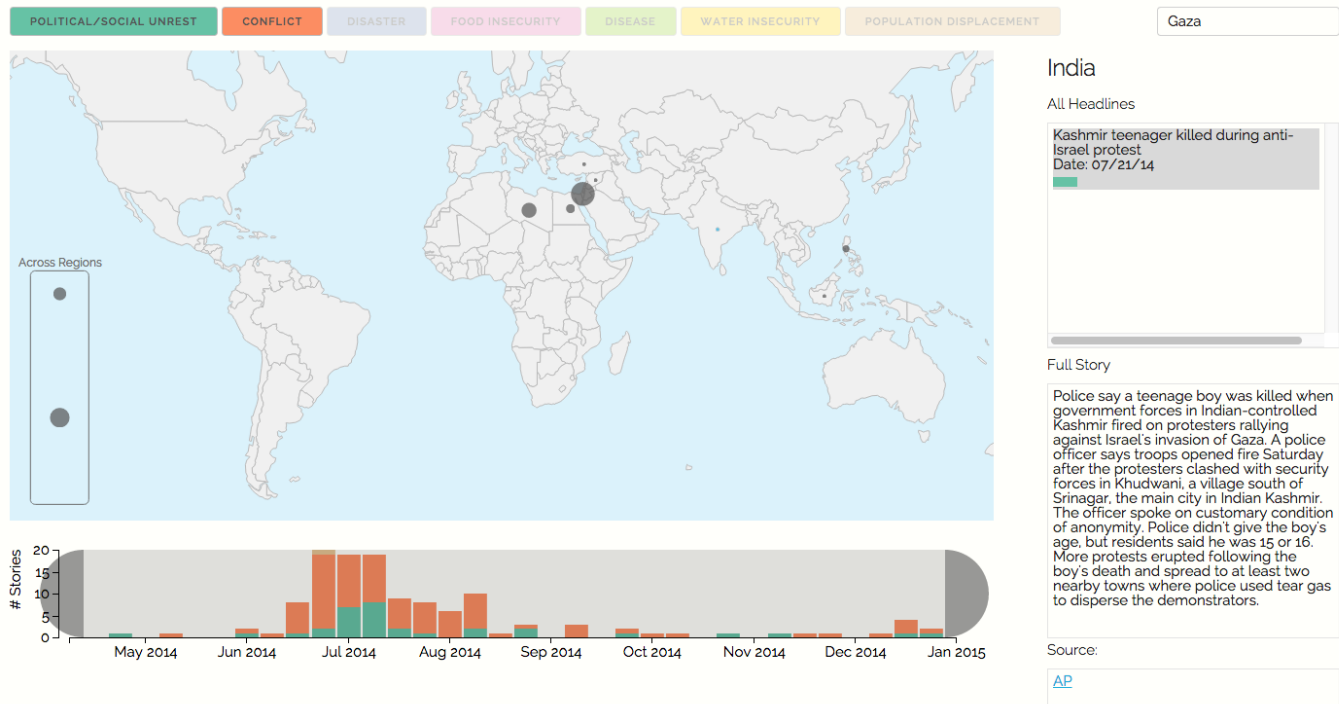 POLITICAL/SOCIAL UNREST
CONFLICT
DISASTER
FOOD INSECURITY
DISEASE
WATER INSECURITY
POPULATION DISPLACEMENT
Gaza
India
All Headlines
Kashmir teenager killed during anti-
Israel protest
Date: 07/21/14
Across Regions
Full Story
Police say a teenage boy was killed when
government forces in Indian-controlled
Kashmir fired on protesters rallying
against Israel's invasion of Gaza. A police
officer says troops opened fire Saturday
after the protesters clashed with security
forces in Khudwani, a village south of
Srinagar, the main city in Indian Kashmir.
The officer spoke on customary condition
of anonymity. Police didn't give the boy's
age, but residents said he was 15 or 16.
More protests erupted following the
boy's death and spread to at least two
nearby towns where police used tear gas
to disperse the demonstrators.
# Stories
20
15
10
5
0
May 2014
Jun 2014
Jul 2014
Aug 2014
Sep 2014
Oct 2014
Nov 2014
Dec 2014
Jan 2015
Source:
AP